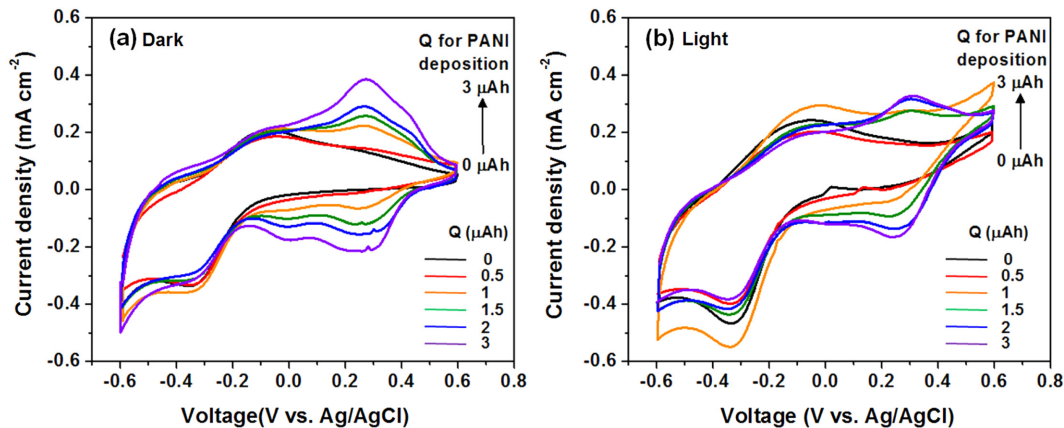 (a) Dark
Q for PANI
deposition
3 μAh
0 μAh
Q (μAh)
0
0.5
1
1.5
2
3
0.6
0.4
0.2
0.0
-0.2
-0.4
-0.6
-0.6 -0.4 -0.2 0.0 0.2 0.4 0.6 0.8
Current density (mA cm-2)
Voltage(V vs. Ag/AgCl)
(b) Light
Q for PANI
deposition
3 μAh
0 μAh
Q (μAh)
0
0.5
1
1.5
2
3
0.6
0.4
0.2
0.0
-0.2
-0.4
-0.6
-0.6 -0.4 -0.2 0.0 0.2 0.4 0.6 0.8
Current density (mA cm-2)
Voltage (V vs. Ag/AgCl)